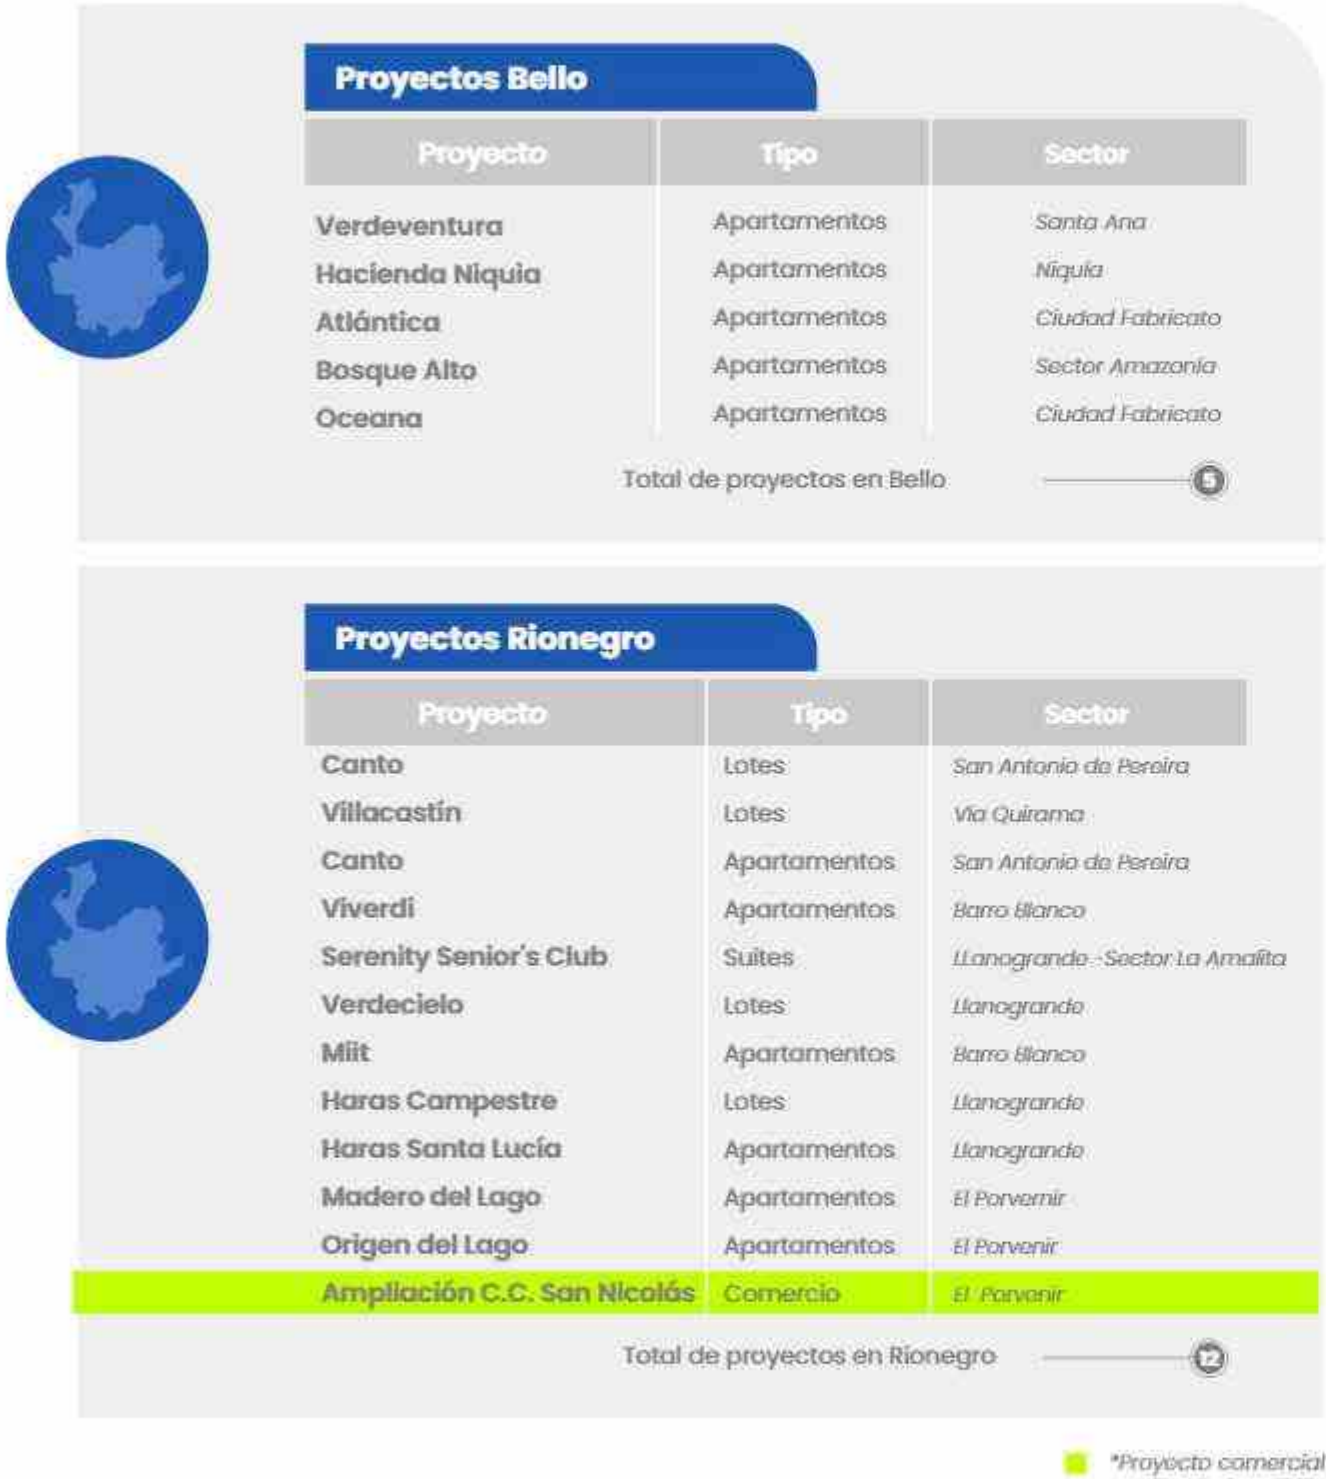 Proyectos Bello
Proyecto Tipo Sector
Verdeventura Apartamentos Santa Ana
Hacienda Niquia Apartamentos Niquía
Atlántica Apartamentos Ciudad Fabricato
Bosque Alto Apartamentos Sector Amazonía
Oceana Apartamentos Ciudad Fabricato
Total de proyectos en Bello 5
Proyectos Rionegro
Proyecto Tipo Sector
Canto Lotes San Antonio de Pereira
Villacastín Lotes Vía Quirama
Canto Apartamentos San Antonio de Pereira
Viverdi Apartamentos Barro Blanco
Serenity Senior's Club Suites LLanogrande -Sector La Amalita
Verdecielo Lotes Llanogrande
Miit Apartamentos Barro Blanco
Haras Campestre Lotes Llanogrande
Haras Santa Lucía Apartamentos Llanogrande
Madero del Lago Apartamentos El Porvernir
Origen del Lago Apartamentos El Porvenir
Ampliación C.C. San Nicolás Comercio El Porvenir
Total de proyectos en Rionegro 12
*Proyecto comercial